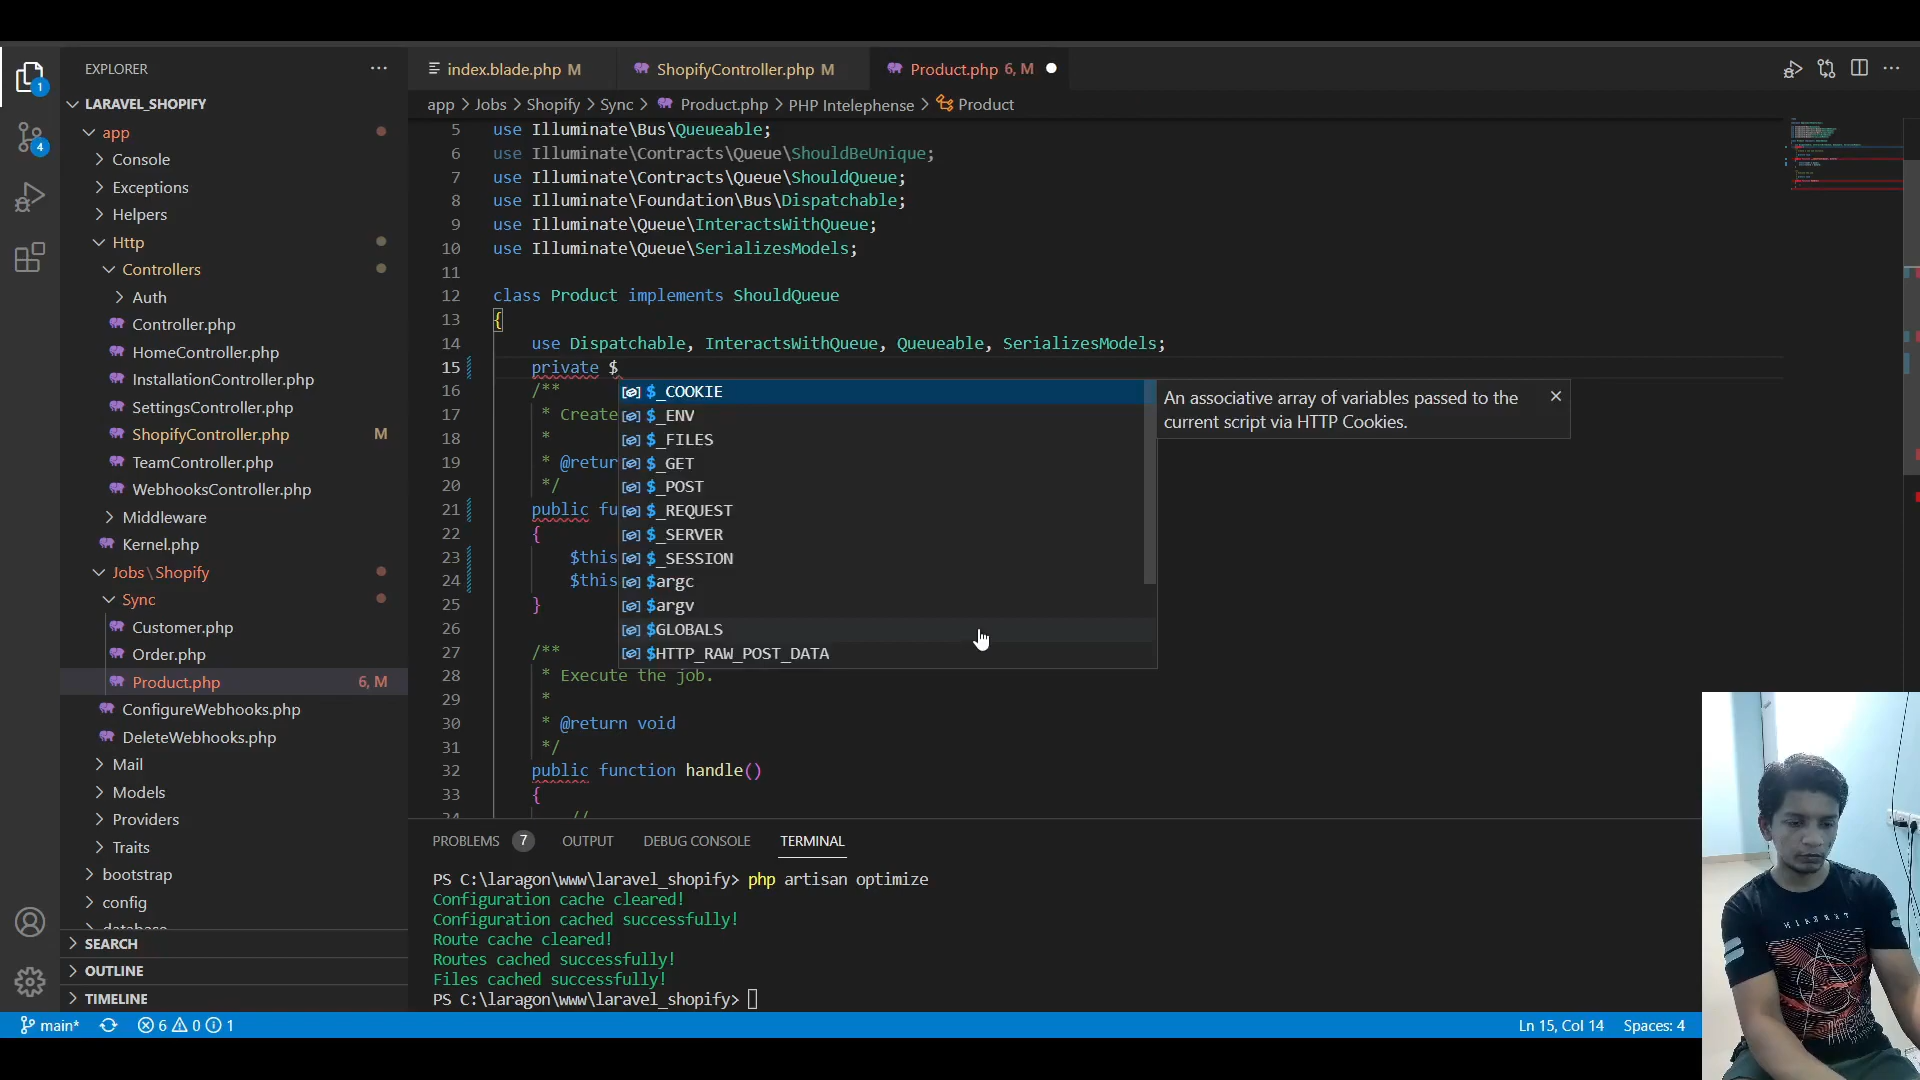 EXPLORER
LARAVEL_SHOPIFY
app
Console
Exceptions
Helpers
Http
Controllers
Auth
Controller.php
HomeController.php
InstallationController.php
SettingsController.php
ShopifyController.php M
TeamController.php
WebhooksController.php
Middleware
Kernel.php
Jobs\Shopify
Sync
Customer.php
Order.php
Product.php 6, M
ConfigureWebhooks.php
DeleteWebhooks.php
Mail
Models
Providers
Traits
bootstrap
config
database
SEARCH
OUTLINE
TIMELINE
1
4
index.blade.php M
ShopifyController.php M
Product.php 6, M
app > Jobs > Shopify > Sync > Product.php > PHP Intelephense > Product
5 use Illuminate\Bus\Queueable;
6 use Illuminate\Contracts\Queue\ShouldBeUnique;
7 use Illuminate\Contracts\Queue\ShouldQueue;
8 use Illuminate\Foundation\Bus\Dispatchable;
9 use Illuminate\Queue\InteractsWithQueue;
10 use Illuminate\Queue\SerializesModels;
11
12 class Product implements ShouldQueue
13 {
14 use Dispatchable, InteractsWithQueue, Queueable, SerializesModels;
15 private $
16 /**
17 * Create
18 *
19 * @retur
20 */
21 public fu
22 {
23 $this
24 $this
25 }
26
27 /**
28 * Execute the job.
29 *
30 * @return void
31 */
32 public function handle()
33 {
34 //
$_COOKIE
$_ENV
$_FILES
$_GET
$_POST
$_REQUEST
$_SERVER
$_SESSION
$argc
$argv
$GLOBALS
$HTTP_RAW_POST_DATA
An associative array of variables passed to the
current script via HTTP Cookies.
PROBLEMS 7 OUTPUT DEBUG CONSOLE TERMINAL
PS C:\laragon\www\laravel_shopify> php artisan optimize
Configuration cache cleared!
Configuration cached successfully!
Route cache cleared!
Routes cached successfully!
Files cached successfully!
PS C:\laragon\www\laravel_shopify>
main* 6 0 1
Ln 15, Col 14 Spaces: 4